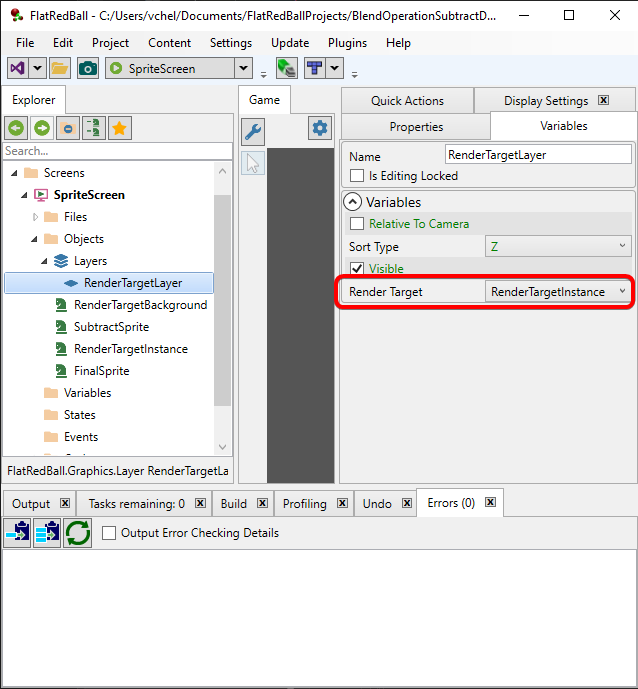 FlatRedBall - C:/Users/vchel/Documents/FlatRedBallProjects/BlendOperationSubtractD...
File Edit Project Content Settings Update Plugins Help
SpriteScreen
Explorer
Search...
Screens
SpriteScreen
Files
Objects
Layers
RenderTargetLayer
RenderTargetBackground
SubtractSprite
RenderTargetInstance
FinalSprite
Variables
States
Events
FlatRedBall.Graphics.Layer RenderTargetLa
Game
Quick Actions Display Settings
Properties Variables
Name RenderTargetLayer
Is Editing Locked
Variables
Relative To Camera
Sort Type Z
Visible
Render Target RenderTargetInstance
Output Tasks remaining: 0 Build Profiling Undo Errors (0)
Output Error Checking Details